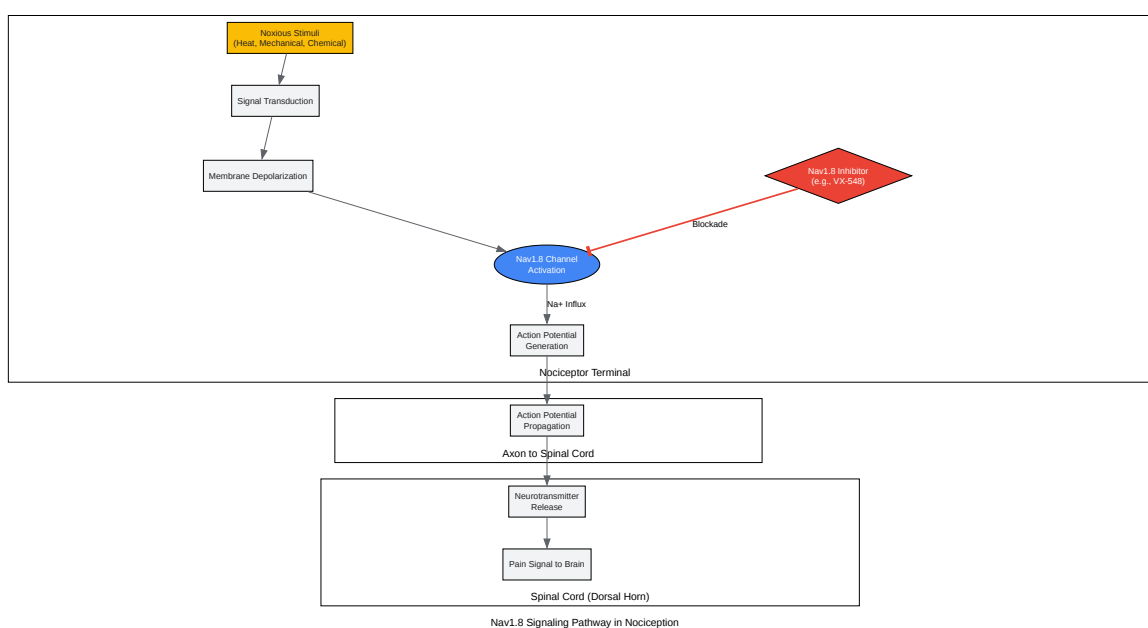 Noxious Stimuli
(Heat, Mechanical, Chemical)
Signal Transduction
Membrane Depolarization
Nav1.8 Inhibitor
(e.g., VX-548)
Blockade
Nav1.8 Channel
Activation
Na+ Influx
Action Potential
Generation
Nociceptor Terminal
Action Potential
Propagation
Axon to Spinal Cord
Neurotransmitter
Release
Pain Signal to Brain
Spinal Cord (Dorsal Horn)
Nav1.8 Signaling Pathway in Nociception